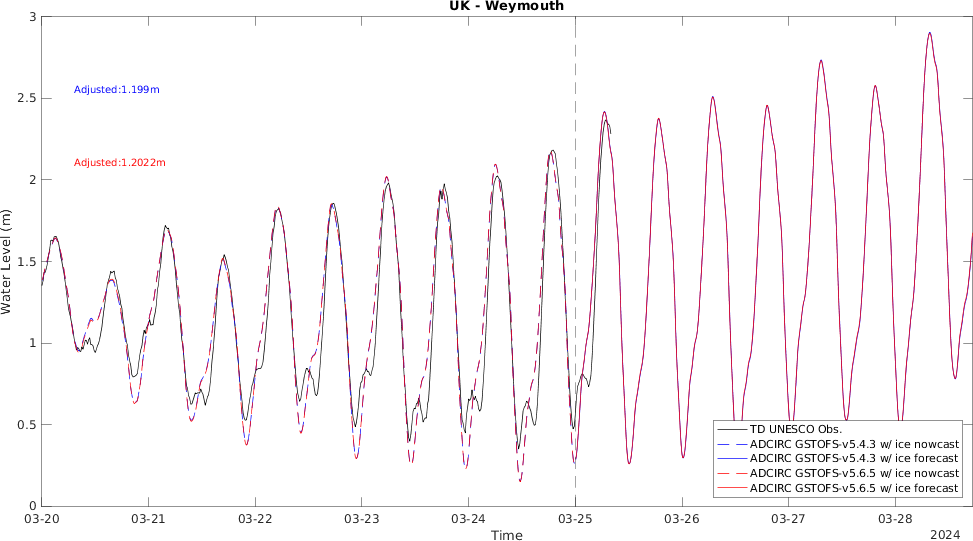 UK - Weymouth
3
2.5
2
1.5
1
0.5
0
Water Level (m)
Adjusted:1.199m
Adjusted:1.2022m
TD UNESCO Obs.
ADCIRC GSTOFS-v5.4.3 w/ ice nowcast
ADCIRC GSTOFS-v5.4.3 w/ ice forecast
ADCIRC GSTOFS-v5.6.5 w/ ice nowcast
ADCIRC GSTOFS-v5.6.5 w/ ice forecast
03-20 03-21 03-22 03-23 03-24 03-25 03-26 03-27 03-28
Time
2024